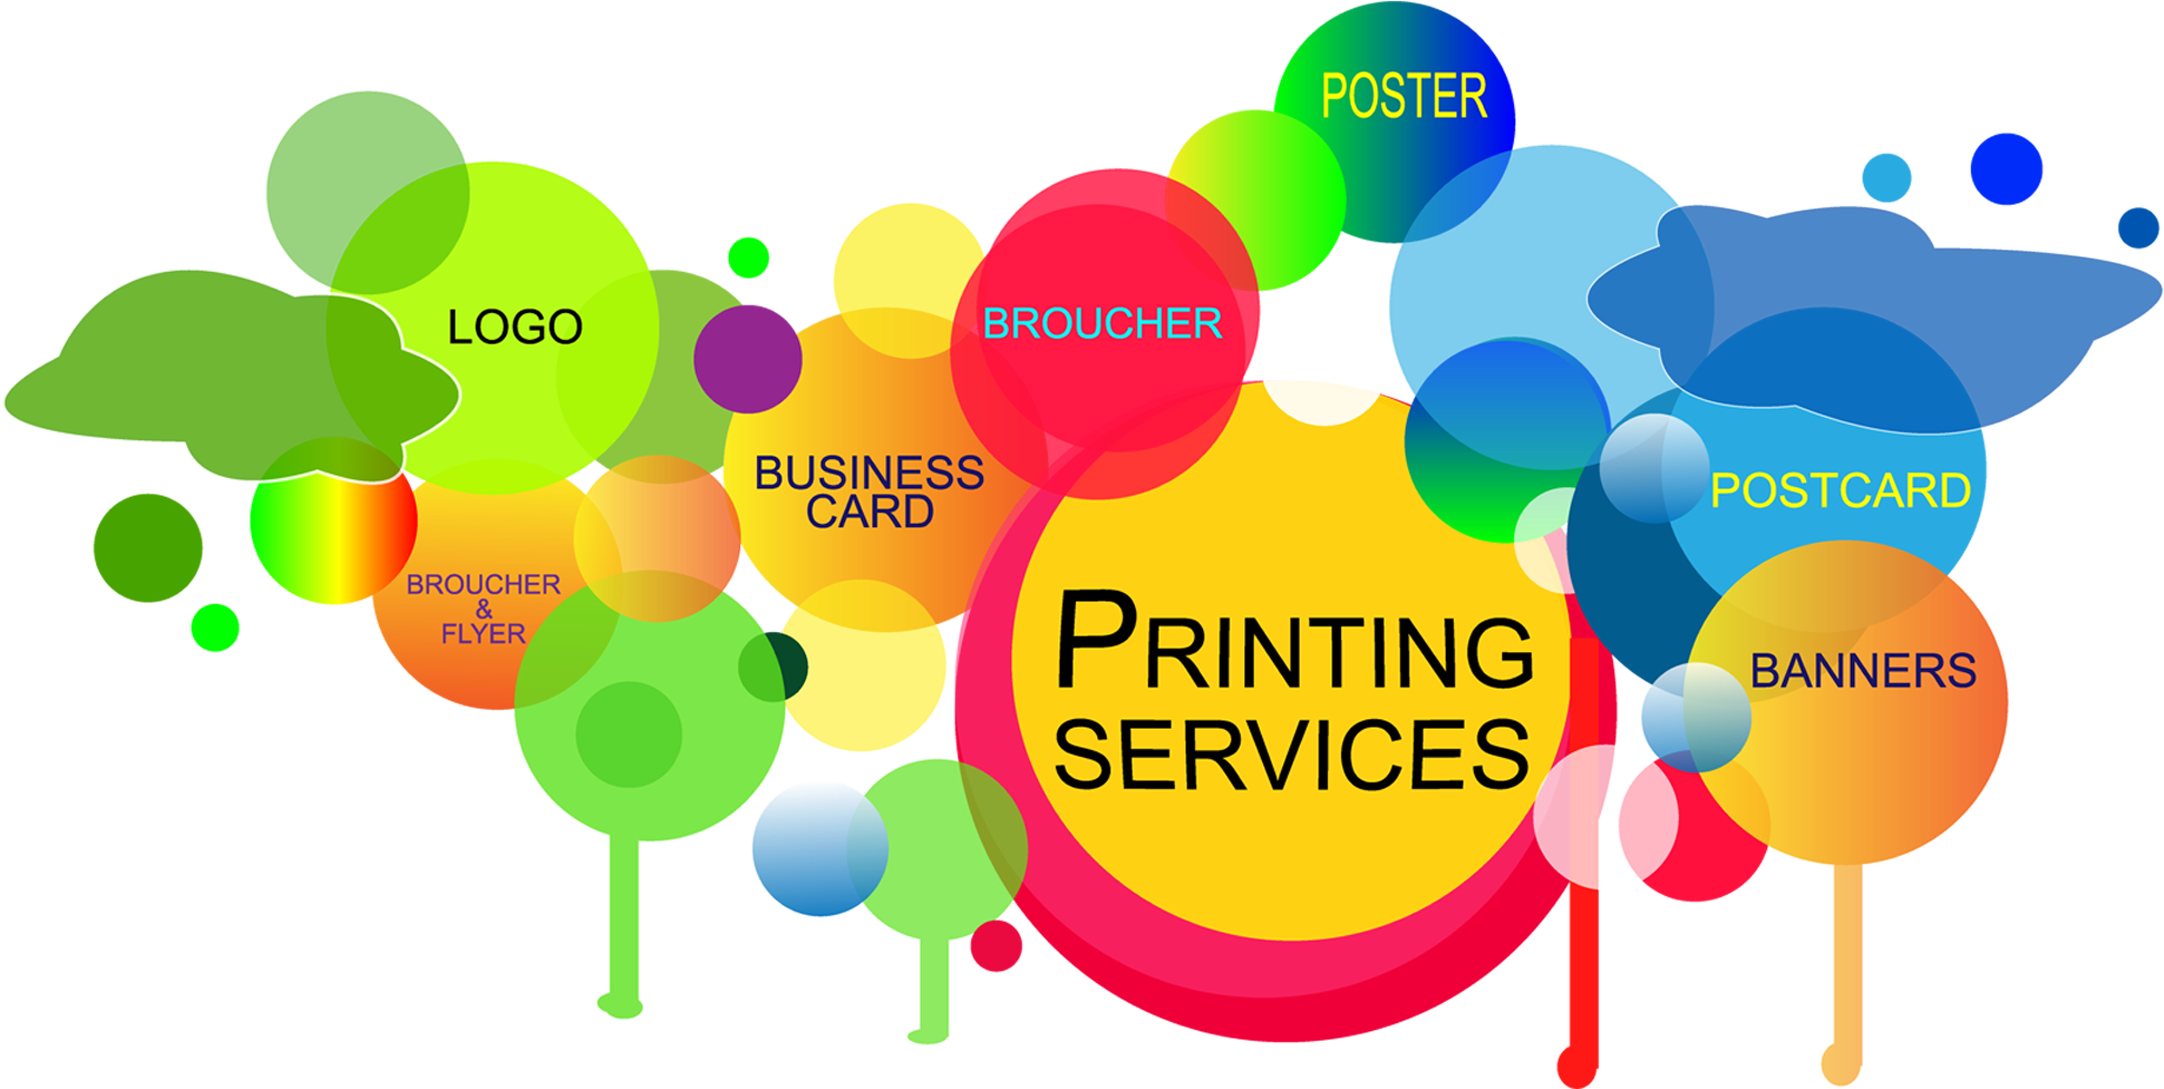 POSTER
LOGO
BROUCHER
BUSINESS
CARD
POSTCARD
BROUCHER
&
FLYER
PRINTING
SERVICES
BANNERS